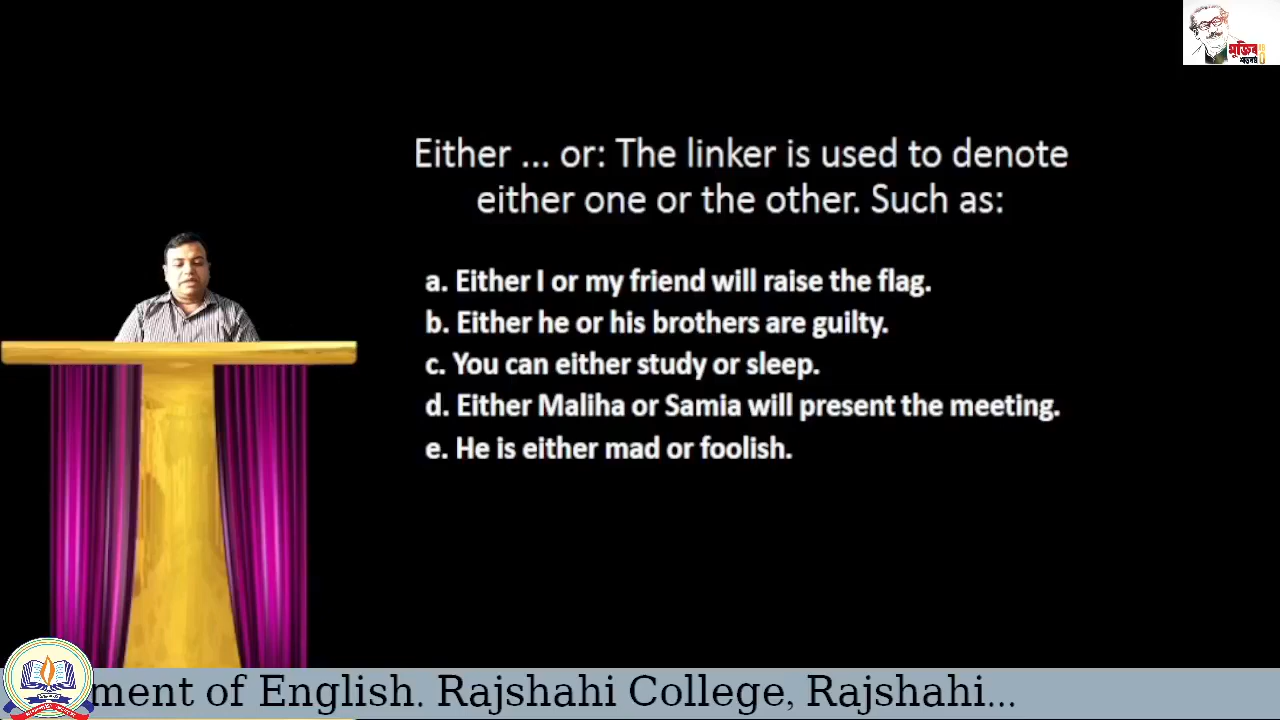 মুজিব
শতবর্ষ
Either ... or: The linker is used to denote
either one or the other. Such as:
a. Either I or my friend will raise the flag.
b. Either he or his brothers are guilty.
c. You can either study or sleep.
d. Either Maliha or Samia will present the meeting.
e. He is either mad or foolish.
ment of English. Rajshahi College, Rajshahi...